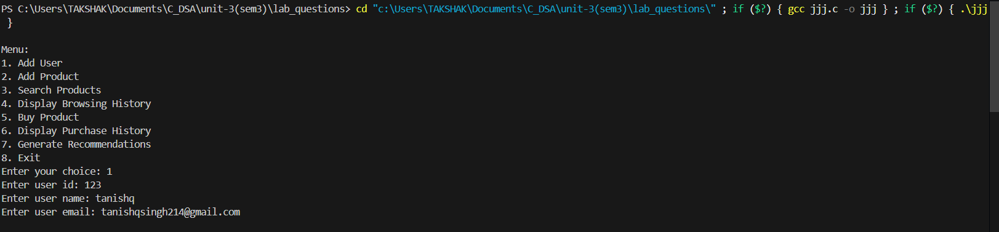 PS C:\Users\TAKSHAK\Documents\C_DSA\unit-3(sem3)\lab_questions> cd "c:\Users\TAKSHAK\Documents\C_DSA\unit-3(sem3)\lab_questions\" ; if ($?) { gcc jjj.c -o jjj } ; if ($?) { .\jjj
}
Menu:
1. Add User
2. Add Product
3. Search Products
4. Display Browsing History
5. Buy Product
6. Display Purchase History
7. Generate Recommendations
8. Exit
Enter your choice: 1
Enter user id: 123
Enter user name: tanishq
Enter user email: tanishqsingh214@gmail.com